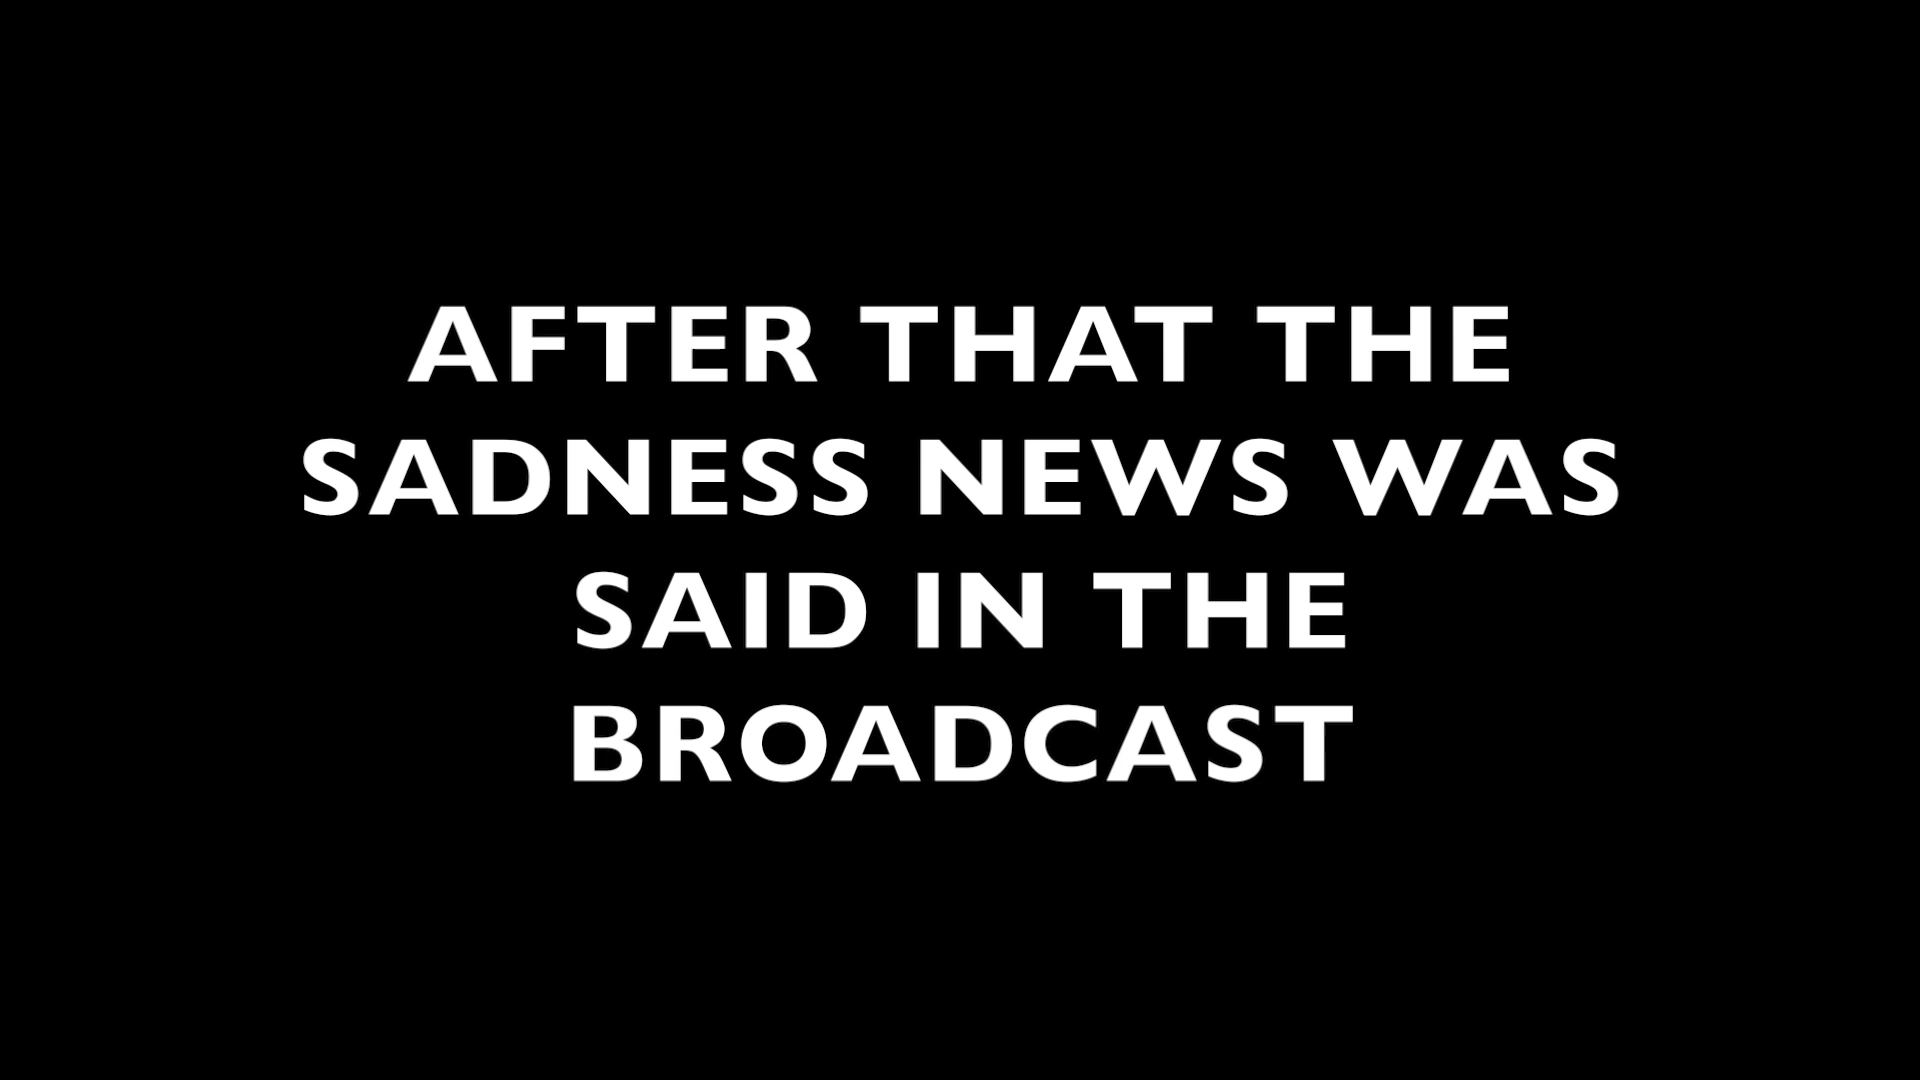 AFTER THAT THE
SADNESS NEWS WAS
SAID IN THE
BROADCAST